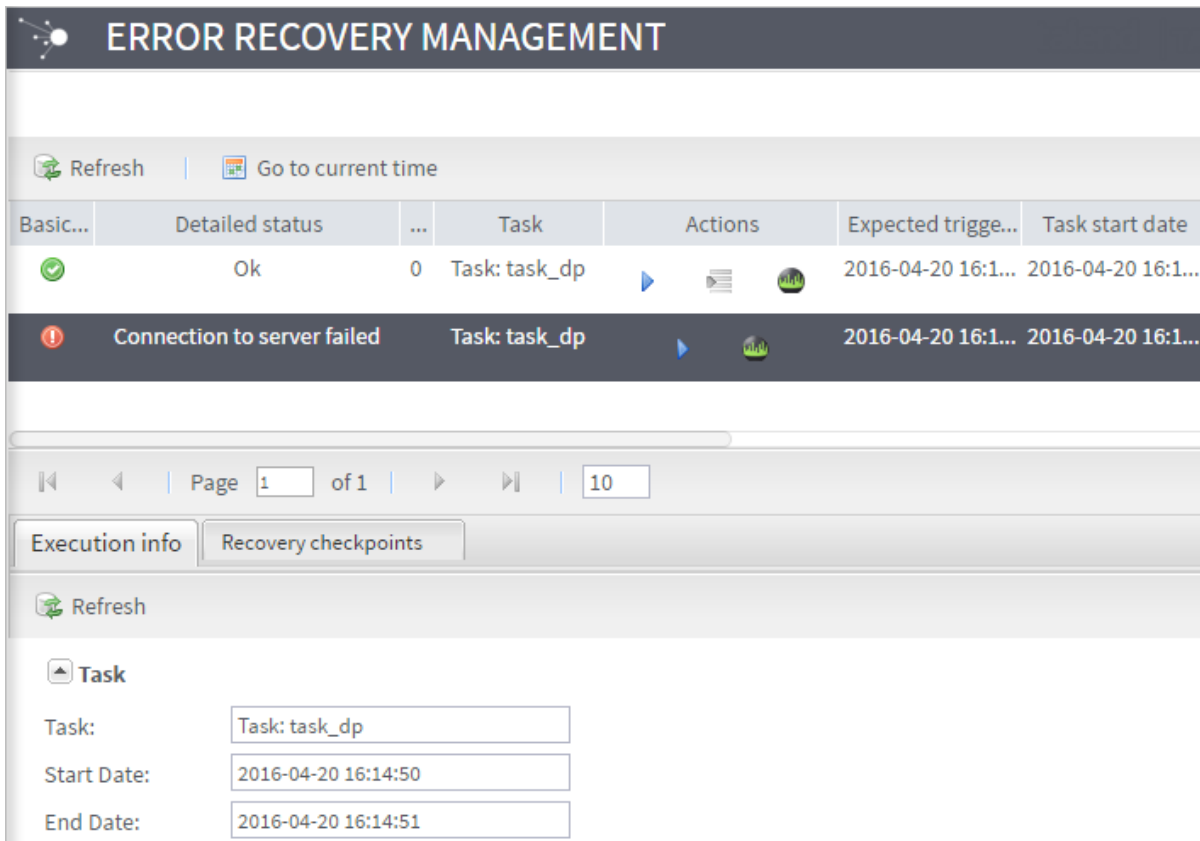 ERROR RECOVERY MANAGEMENT
Refresh Go to current time
Basic... Detailed status ... Task Actions Expected trigge... Task start date
Ok 0 Task: task_dp 2016-04-20 16:1... 2016-04-20 16:1...
Connection to server failed Task: task_dp 2016-04-20 16:1... 2016-04-20 16:1...
Page 1 of 1 10
Execution info Recovery checkpoints
Refresh
Task
Task: Task: task_dp
Start Date: 2016-04-20 16:14:50
End Date: 2016-04-20 16:14:51